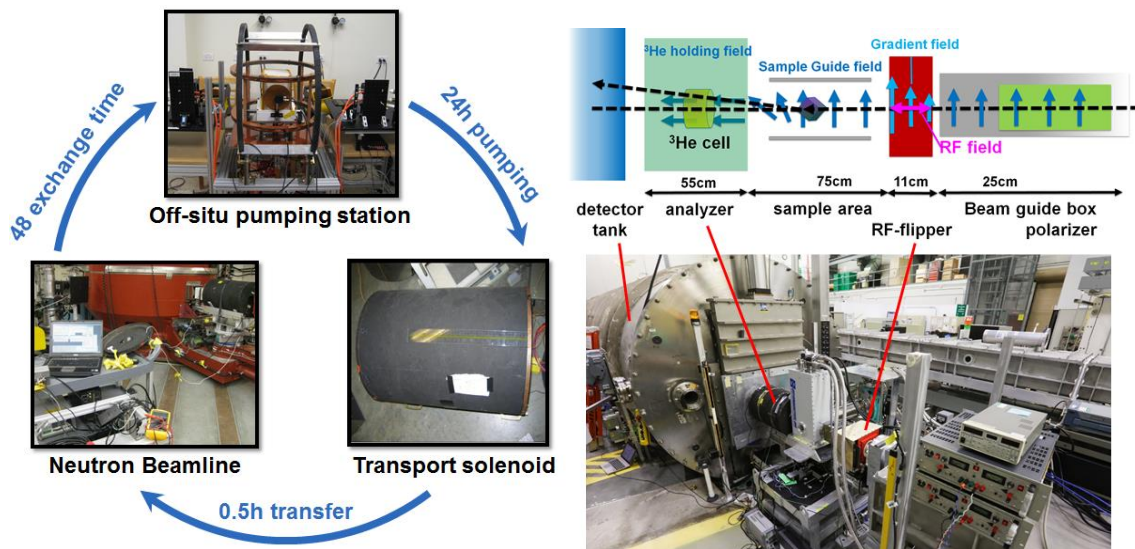 48 exchange time
Off-situ pumping station
24h pumping
Neutron Beamline
Transport solenoid
0.5h transfer
³He holding field
Gradient field
Sample Guide field
³He cell
RF field
55cm
75cm
11cm
25cm
detector
tank
analyzer
sample area
RF-flipper
Beam guide box
polarizer